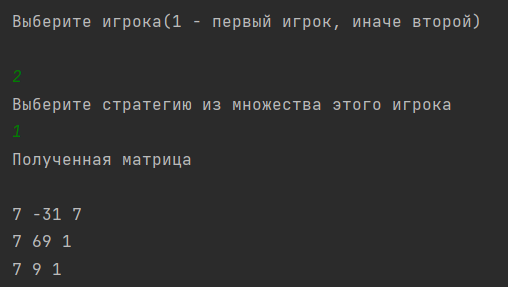 Выберите игрока(1 - первый игрок, иначе второй)
2
Выберите стратегию из множества этого игрока
1
Полученная матрица
7 -31 7
7 69 1
7 9 1